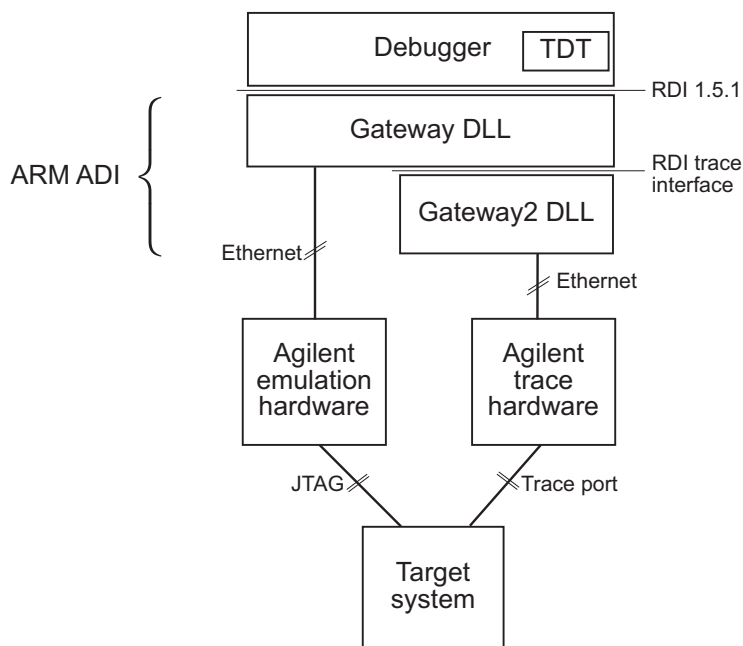 Debugger
TDT
RDI 1.5.1
Gateway DLL
ARM ADI
RDI trace
interface
Gateway2 DLL
Ethernet
Ethernet
Agilent
emulation
hardware
Agilent
trace
hardware
JTAG
Trace port
Target
system